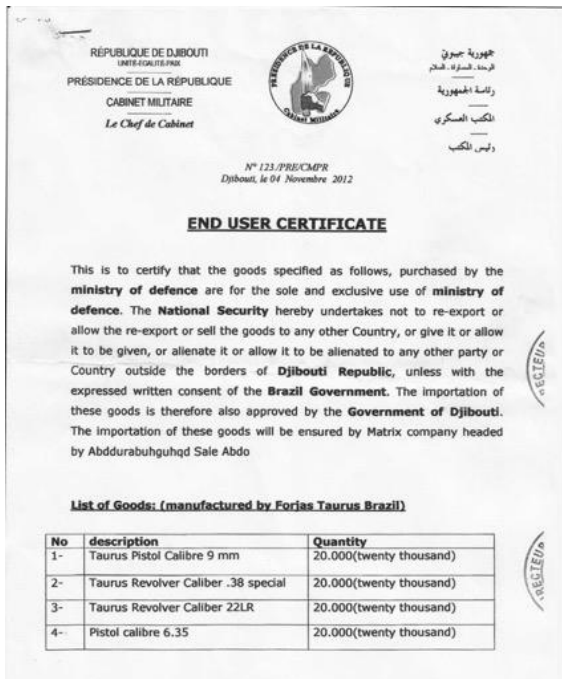 RÉPUBLIQUE DE DJIBOUTI
UNITÉ-EGALITÉ-PAIX
PRÉSIDENCE DE LA RÉPUBLIQUE
CABINET MILITAIRE
Le Chef de Cabinet
PRÉSIDENCE DE LA RÉPUBLIQUE
Cabinet Militaire
جمهورية جيبوتي
الوحدة . المساواة . السلام
رئاسة الجمهورية
المكتب العسكري
رئيس المكتب
N° 123/PRE/CMPR
Djibouti, le 04 Novembre 2012
END USER CERTIFICATE
This is to certify that the goods specified as follows, purchased by the
ministry of defence are for the sole and exclusive use of ministry of
defence. The National Security hereby undertakes not to re-export or
allow the re-export or sell the goods to any other Country, or give it or allow
it to be given, or alienate it or allow it to be alienated to any other party or
Country outside the borders of Djibouti Republic, unless with the
expressed written consent of the Brazil Government. The importation of
these goods is therefore also approved by the Government of Djibouti.
The importation of these goods will be ensured by Matrix company headed
by Abddurabuhguhqd Sale Abdo
List of Goods: (manufactured by Forjas Taurus Brazil)
No description Quantity
1- Taurus Pistol Calibre 9 mm 20.000(twenty thousand)
2- Taurus Revolver Caliber .38 special 20.000(twenty thousand)
3- Taurus Revolver Caliber 22LR 20.000(twenty thousand)
4- Pistol calibre 6.35 20.000(twenty thousand)
RECTEUR
RECTEUR